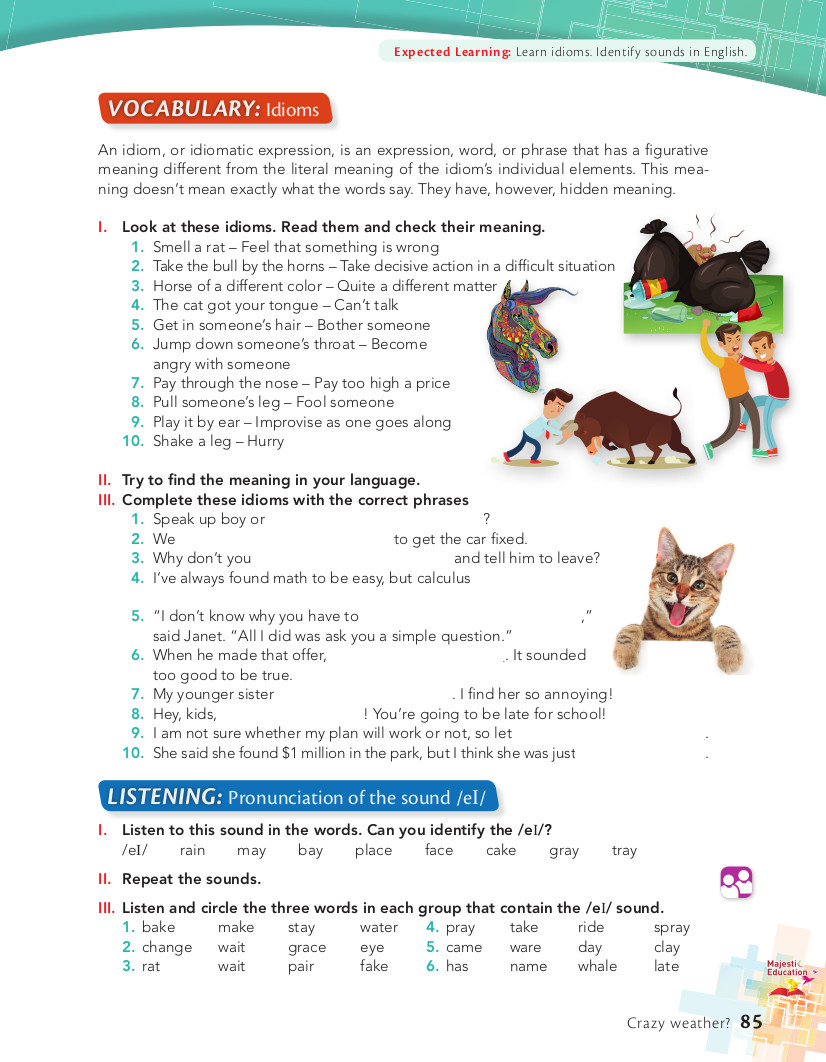 Expected Learning: Learn idioms. Identify sounds in English.
VOCABULARY: Idioms
An idiom, or idiomatic expression, is an expression, word, or phrase that has a figurative
meaning different from the literal meaning of the idiom's individual elements. This mea-
ning doesn't mean exactly what the words say. They have, however, hidden meaning.
I. Look at these idioms. Read them and check their meaning.
1. Smell a rat – Feel that something is wrong
2. Take the bull by the horns – Take decisive action in a difficult situation
3. Horse of a different color – Quite a different matter
4. The cat got your tongue – Can't talk
5. Get in someone's hair – Bother someone
6. Jump down someone's throat – Become
angry with someone
7. Pay through the nose – Pay too high a price
8. Pull someone's leg – Fool someone
9. Play it by ear – Improvise as one goes along
10. Shake a leg – Hurry
II. Try to find the meaning in your language.
III. Complete these idioms with the correct phrases
1. Speak up boy or ?
2. We to get the car fixed.
3. Why don't you and tell him to leave?
4. I've always found math to be easy, but calculus
5. "I don't know why you have to ,"
said Janet. "All I did was ask you a simple question."
6. When he made that offer, . It sounded
too good to be true.
7. My younger sister . I find her so annoying!
8. Hey, kids, ! You're going to be late for school!
9. I am not sure whether my plan will work or not, so let .
10. She said she found $1 million in the park, but I think she was just .
LISTENING: Pronunciation of the sound /eI/
I. Listen to this sound in the words. Can you identify the /eI/?
/eI/ rain may bay place face cake gray tray
II. Repeat the sounds.
III. Listen and circle the three words in each group that contain the /eI/ sound.
1. bake make stay water 4. pray take ride spray
2. change wait grace eye 5. came ware day clay
3. rat wait pair fake 6. has name whale late
Majestic
Education
Crazy weather? 85